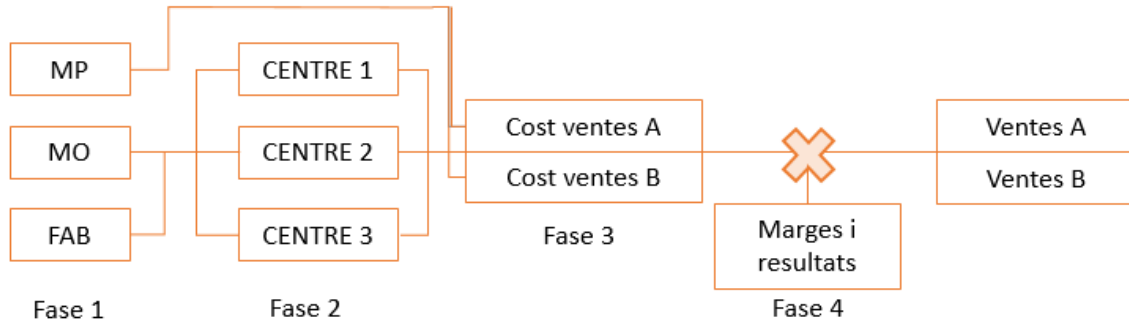 MP
MO
FAB
Fase 1
CENTRE 1
CENTRE 2
CENTRE 3
Fase 2
Cost ventes A
Cost ventes B
Fase 3
Marges i
resultats
Fase 4
Ventes A
Ventes B